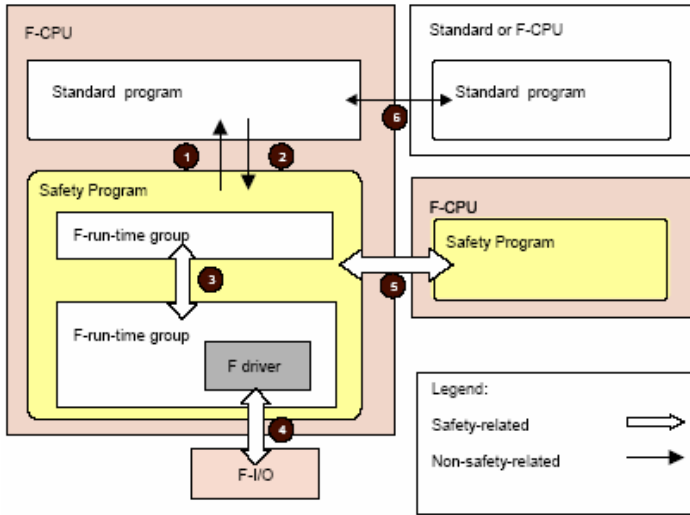 F-CPU
Standard program
1
2
Safety Program
F-run-time group
3
F-run-time group
F driver
4
F-I/O
Standard or F-CPU
Standard program
6
F-CPU
Safety Program
5
Legend:
Safety-related
Non-safety-related